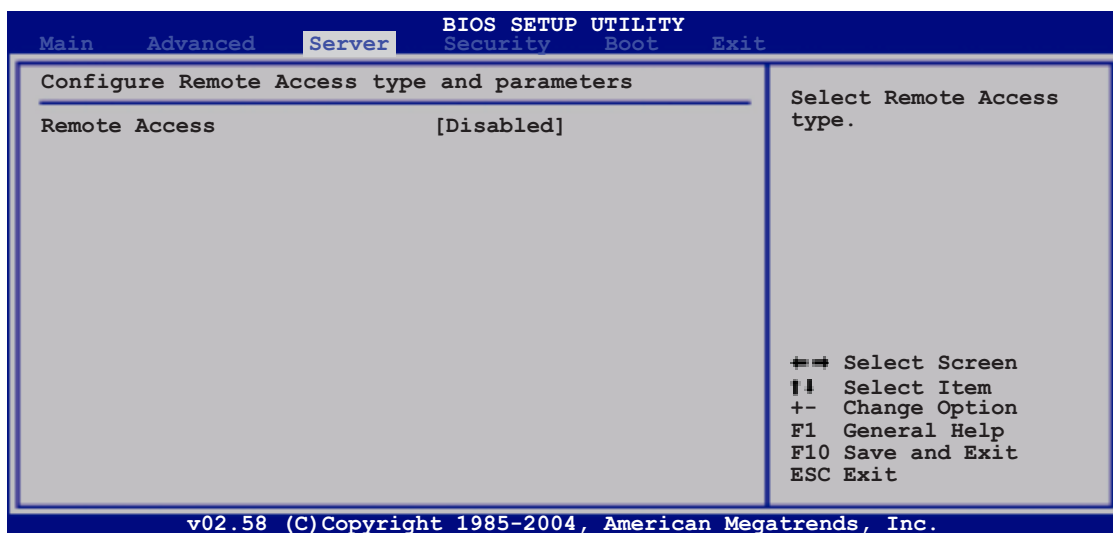 BIOS SETUP UTILITY
Main Advanced Server Security Boot Exit
Configure Remote Access type and parameters
Remote Access [Disabled]
Select Remote Access
type.
←→ Select Screen
↑↓ Select Item
+- Change Option
F1 General Help
F10 Save and Exit
ESC Exit
v02.58 (C)Copyright 1985-2004, American Megatrends, Inc.